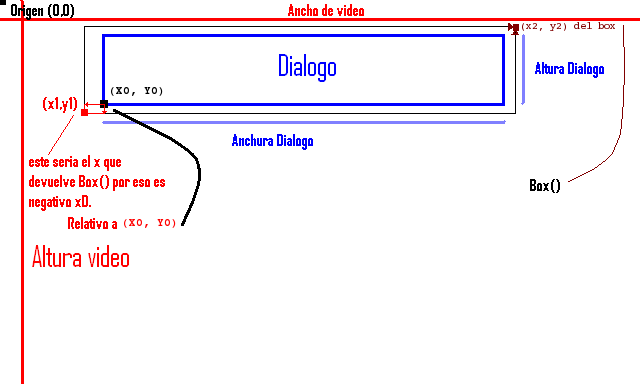 Origen (0,0)
Ancho de video
(x2, y2) del box
Dialogo
Altura Dialogo
(X0, Y0)
(x1,y1)
Anchura Dialogo
este seria el x que
devuelve Box() por eso es
negativo xD.
Box()
Relativo a (X0, Y0)
Altura video